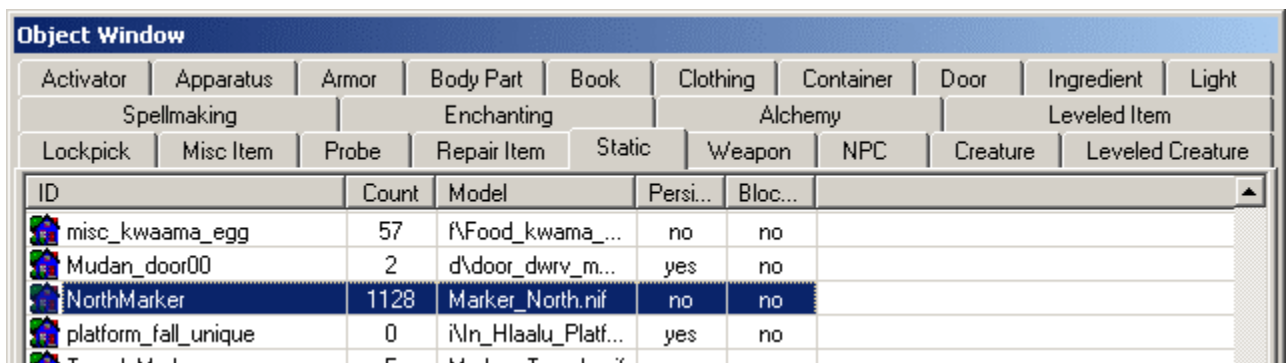 Object Window
Activator Apparatus Armor Body Part Book Clothing Container Door Ingredient Light
Spellmaking Enchanting Alchemy Leveled Item
Lockpick Misc Item Probe Repair Item Static Weapon NPC Creature Leveled Creature
ID Count Model Persi... Bloc...
misc_kwaama_egg 57 f\Food_kwama_... no no
Mudan_door00 2 d\door_dwrv_m... yes no
NorthMarker 1128 Marker_North.nif no no
platform_fall_unique 0 i\In_Hlaalu_Platf... yes no